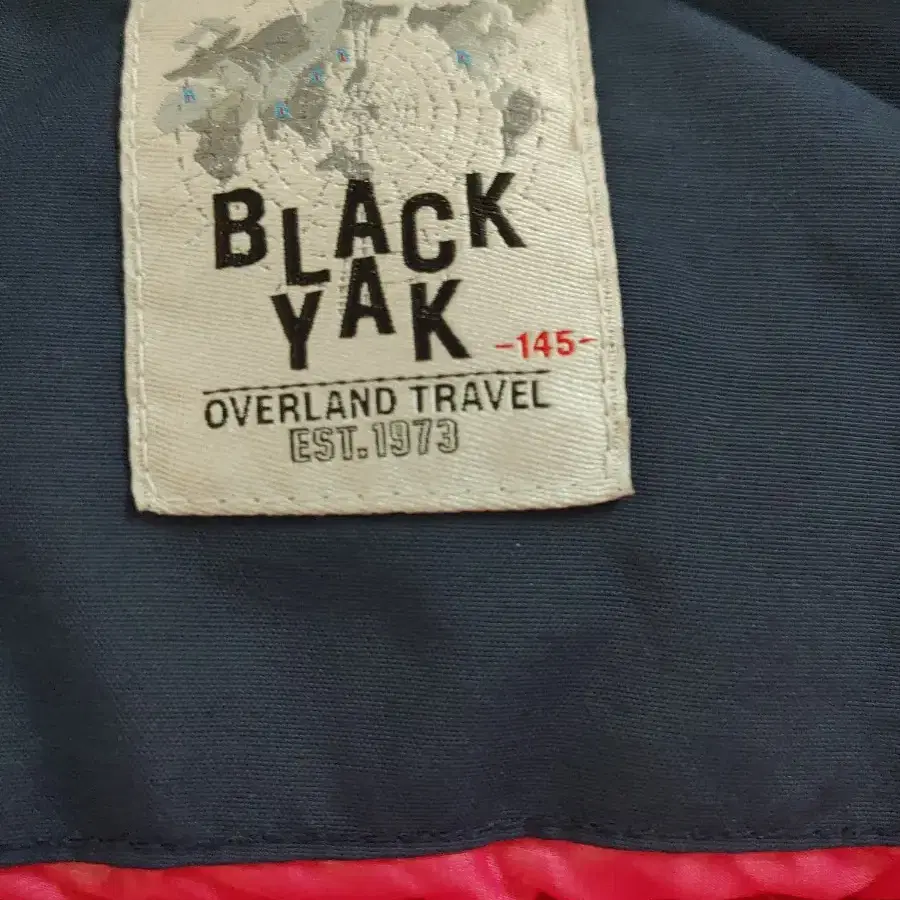 BLACK
YAK -145-
OVERLAND TRAVEL
EST.1973